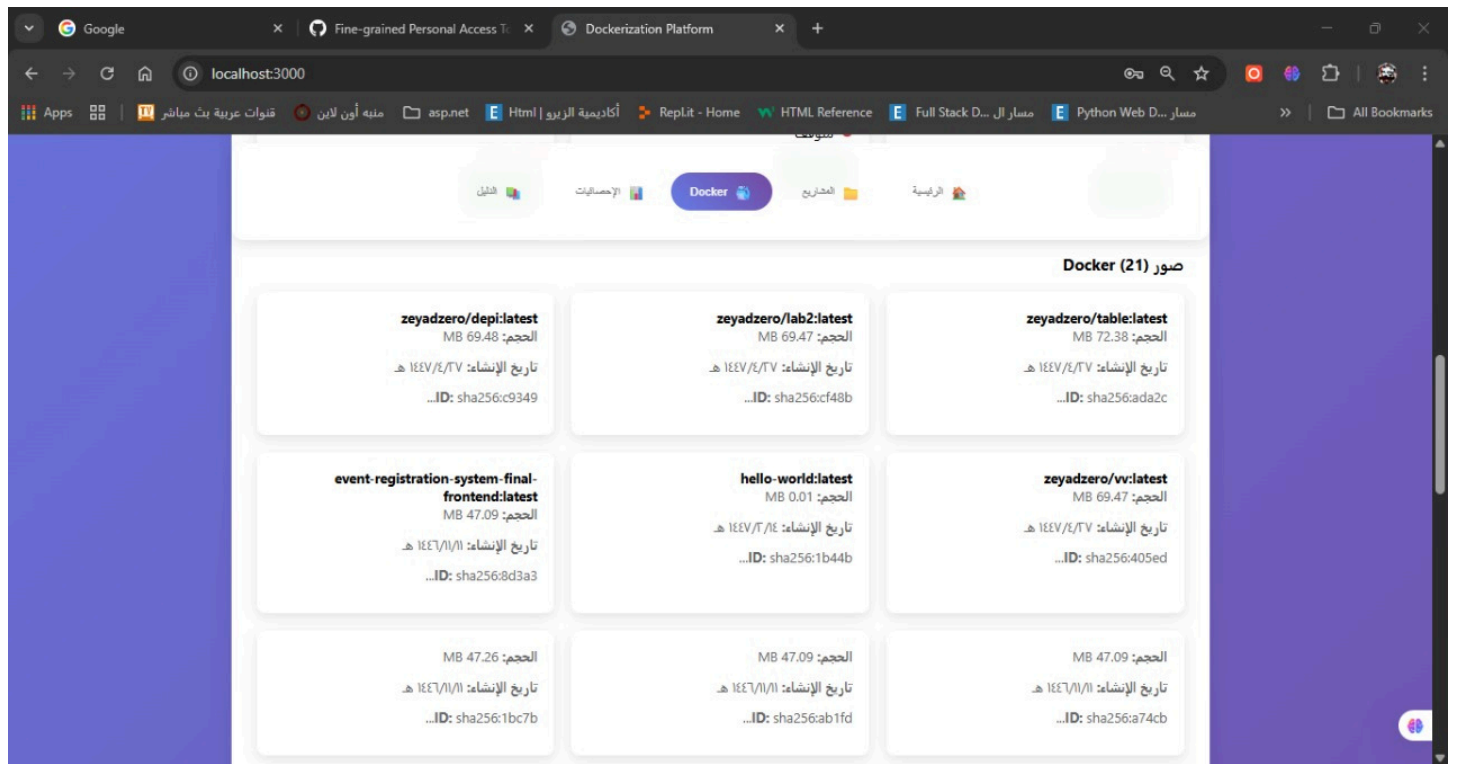 Google
Fine-grained Personal Access To
Dockerization Platform
localhost:3000
Apps
قنوات عربية بث مباشر
منبه أون لاين
asp.net
Html | أكاديمية الزيرو
Repl.it - Home
HTML Reference
مسار ال ...Full Stack D
مسار ...Python Web D
All Bookmarks
الرئيسية
المشاريع
Docker
الإحصائيات
الدليل
صور Docker (21)
zeyadzero/table:latest
الحجم: 72.38 MB
تاريخ الإنشاء: ١٤٤٧/٤/٢٧ هـ
ID: sha256:ada2c...
zeyadzero/lab2:latest
الحجم: 69.47 MB
تاريخ الإنشاء: ١٤٤٧/٤/٢٧ هـ
ID: sha256:cf48b...
zeyadzero/depi:latest
الحجم: 69.48 MB
تاريخ الإنشاء: ١٤٤٧/٤/٢٧ هـ
ID: sha256:c9349...
zeyadzero/vv:latest
الحجم: 69.47 MB
تاريخ الإنشاء: ١٤٤٧/٤/٢٧ هـ
ID: sha256:405ed...
hello-world:latest
الحجم: 0.01 MB
تاريخ الإنشاء: ١٤٤٧/٢/١٤ هـ
ID: sha256:1b44b...
event-registration-system-final-
frontend:latest
الحجم: 47.09 MB
تاريخ الإنشاء: ١٤٤٦/١١/١١ هـ
ID: sha256:8d3a3...
الحجم: 47.09 MB
تاريخ الإنشاء: ١٤٤٦/١١/١١ هـ
ID: sha256:a74cb...
الحجم: 47.09 MB
تاريخ الإنشاء: ١٤٤٦/١١/١١ هـ
ID: sha256:ab1fd...
الحجم: 47.26 MB
تاريخ الإنشاء: ١٤٤٦/١١/١١ هـ
ID: sha256:1bc7b...